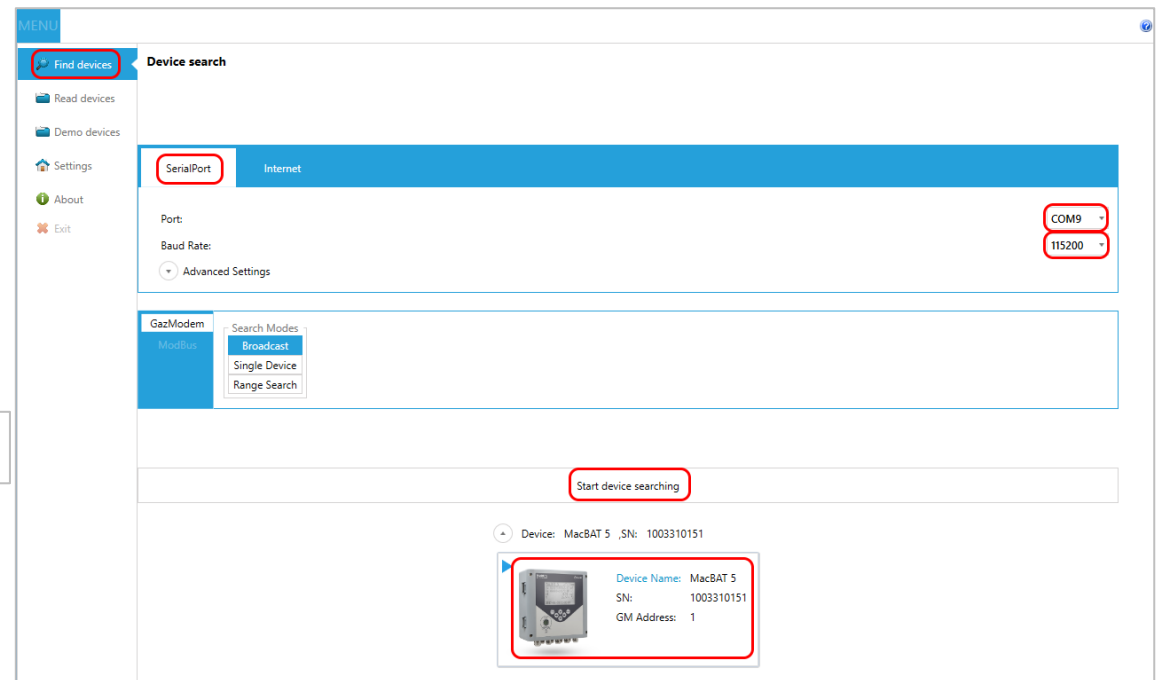 MENU
Find devices
Device search
Read devices
Demo devices
Settings
SerialPort
Internet
About
Port:
COM9
Exit
Baud Rate:
115200
Advanced Settings
GazModem
Search Modes
ModBus
Broadcast
Single Device
Range Search
Start device searching
Device: MacBAT 5 ,SN: 1003310151
Device Name: MacBAT 5
SN: 1003310151
GM Address: 1